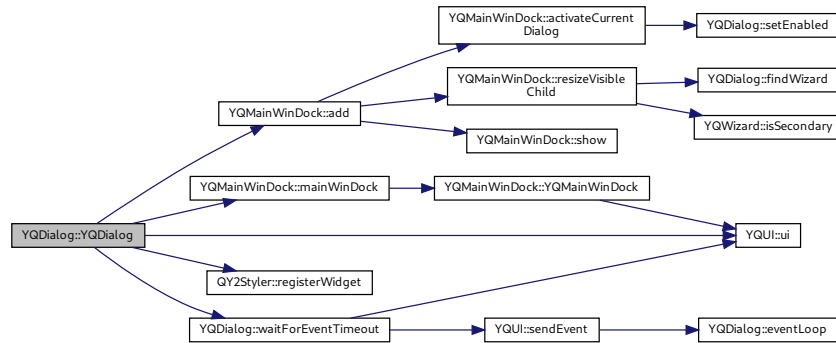 YQMainWinDock::activateCurrent
Dialog
YQDialog::setEnabled
YQMainWinDock::resizeVisible
Child
YQDialog::findWizard
YQMainWinDock::add
YQWizard::isSecondary
YQMainWinDock::show
YQMainWinDock::mainWinDock
YQMainWinDock::YQMainWinDock
YQDialog::YQDialog
YQUI::ui
QY2Styler::registerWidget
YQDialog::waitForEventTimeout
YQUI::sendEvent
YQDialog::eventLoop